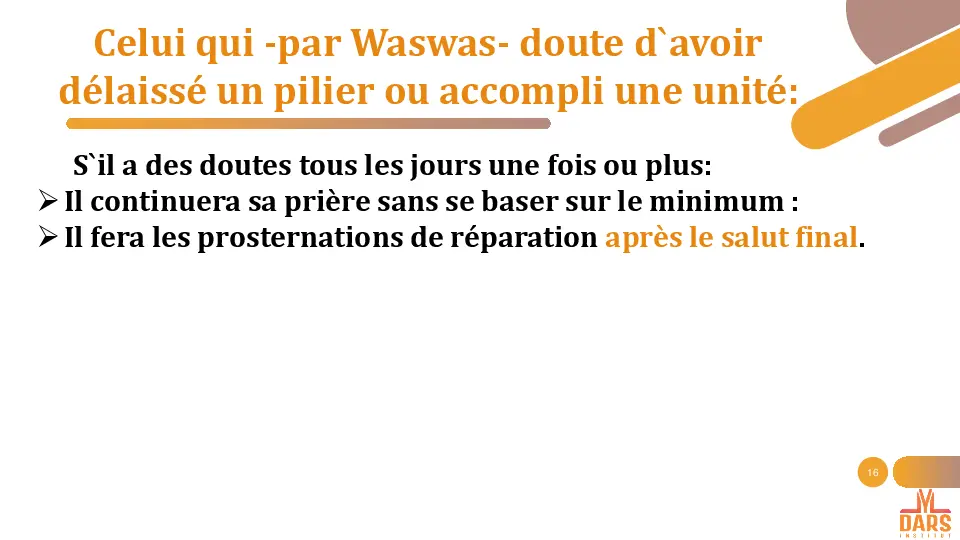 Celui qui -par Waswas- doute d`avoir
délaissé un pilier ou accompli une unité:
S`il a des doutes tous les jours une fois ou plus:
➢ Il continuera sa prière sans se baser sur le minimum :
➢ Il fera les prosternations de réparation après le salut final.
16
DARS
INSTITUT